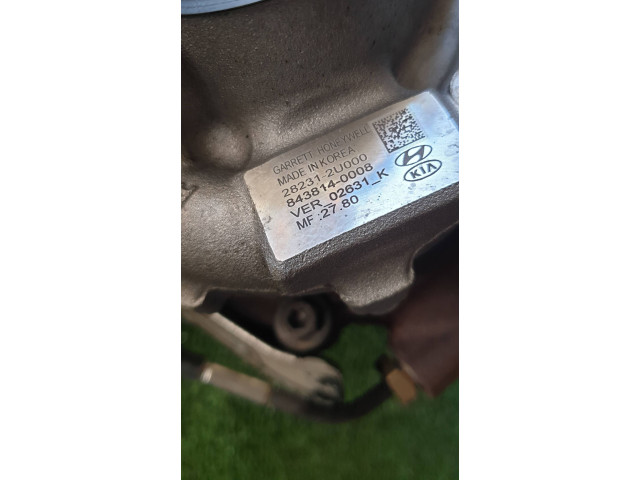 GARRETT HONEYWELL
MADE IN KOREA
28231-2U000
843814-0008
VER_02631_K
MF :27.80
KIA